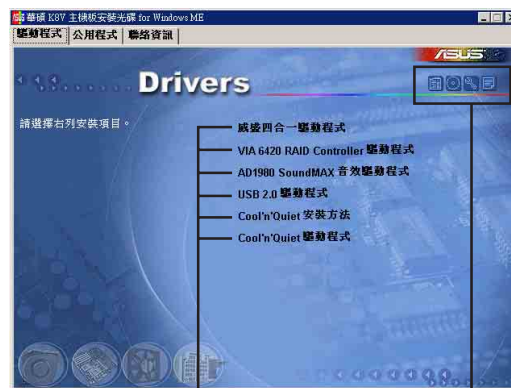 華碩 K8V 主機板安裝光碟 for Windows ME
驅動程式 公用程式 聯絡資訊
ASUS
Drivers
請選擇右列安裝項目。
威盛四合一驅動程式
VIA 6420 RAID Controller 驅動程式
AD1980 SoundMAX 音效驅動程式
USB 2.0 驅動程式
Cool'n'Quiet 安裝方法
Cool'n'Quiet 驅動程式